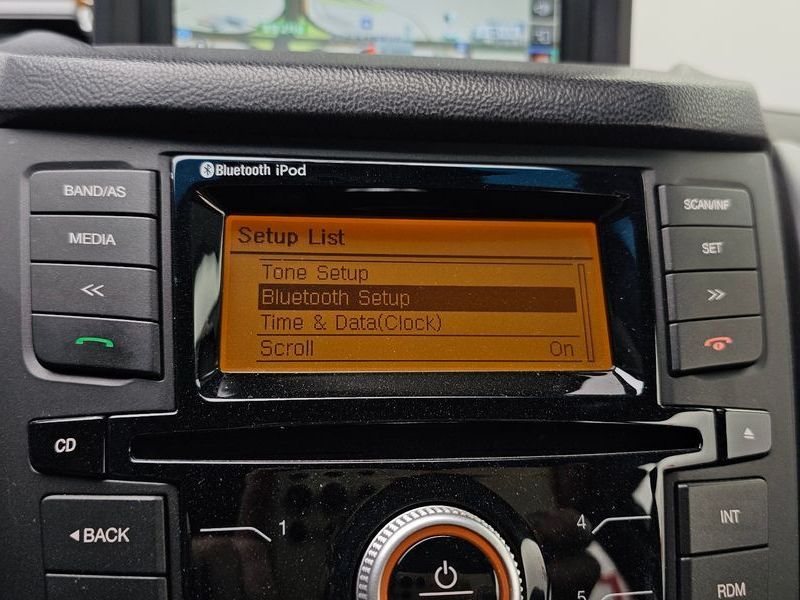 Bluetooth iPod
BAND/AS
SCAN/INF
MEDIA
SET
Setup List
Tone Setup
Bluetooth Setup
Time & Data(Clock)
Scroll On
CD
BACK
1
4
5
INT
RDM